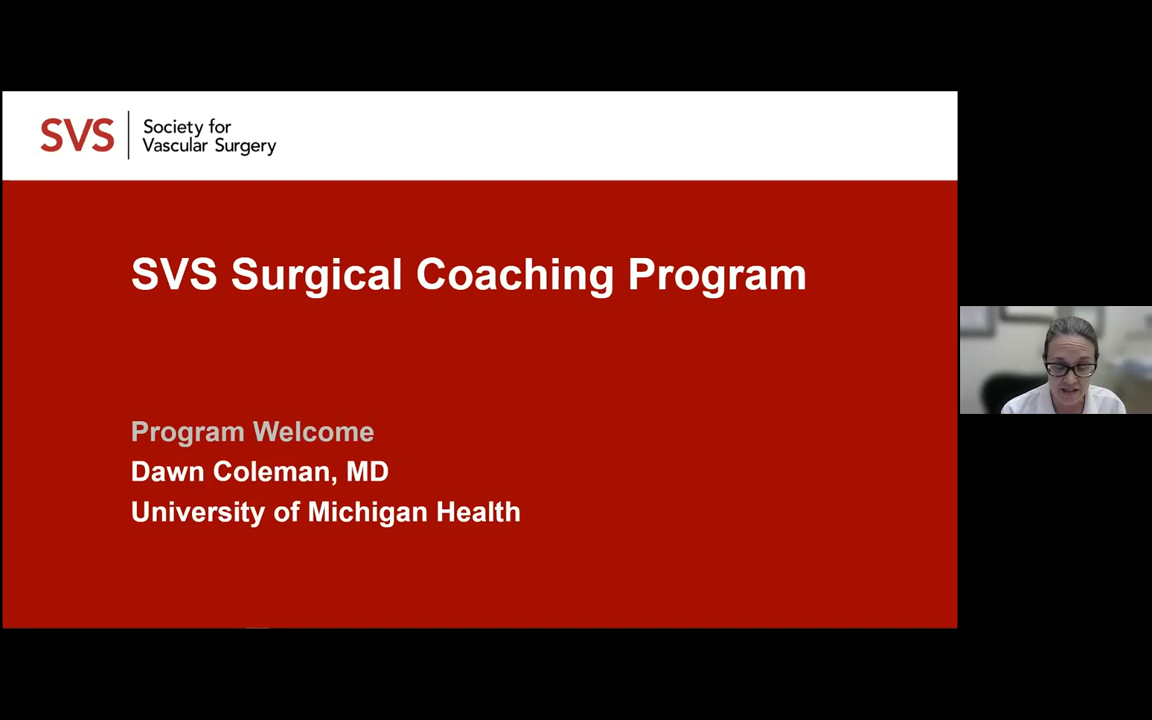 SVS
Society for
Vascular Surgery
SVS Surgical Coaching Program
Program Welcome
Dawn Coleman, MD
University of Michigan Health